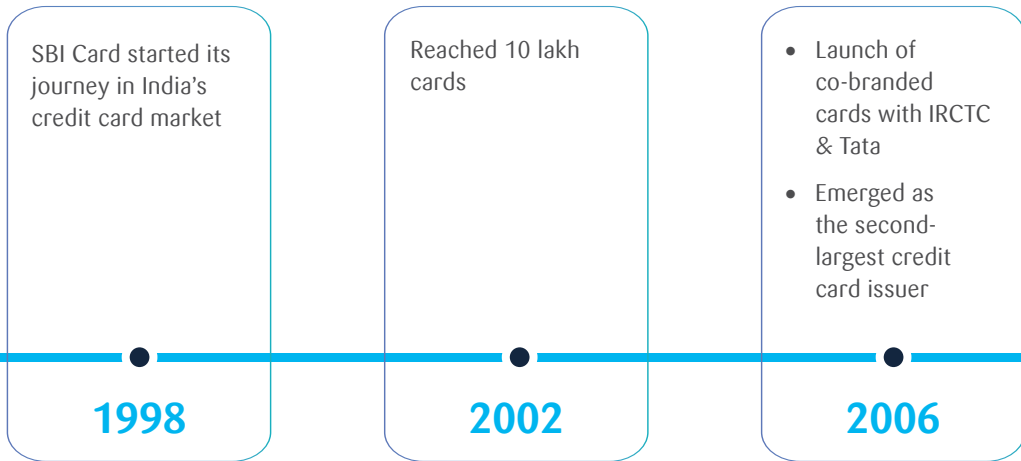 SBI Card started its
journey in India's
credit card market
1998
Reached 10 lakh
cards
2002
• Launch of
co-branded
cards with IRCTC
& Tata
• Emerged as
the second-
largest credit
card issuer
2006